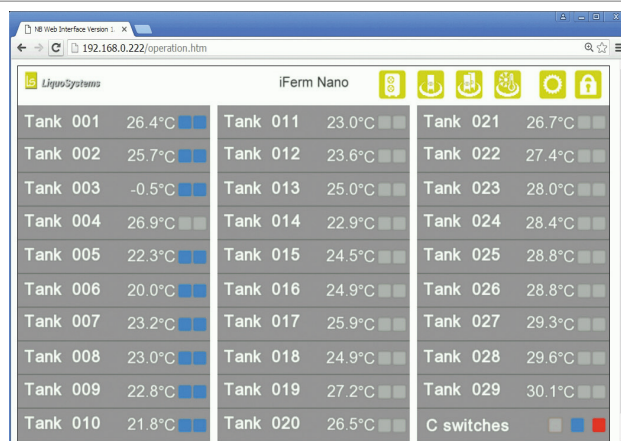 NB Web Interface Version 1.
192.168.0.222/operation.htm
ls LiquoSystems
iFerm Nano
Tank 001 26.4°C Tank 011 23.0°C Tank 021 26.7°C
Tank 002 25.7°C Tank 012 23.6°C Tank 022 27.4°C
Tank 003 -0.5°C Tank 013 25.0°C Tank 023 28.0°C
Tank 004 26.9°C Tank 014 22.9°C Tank 024 28.4°C
Tank 005 22.3°C Tank 015 24.5°C Tank 025 28.8°C
Tank 006 20.0°C Tank 016 24.9°C Tank 026 28.8°C
Tank 007 23.2°C Tank 017 25.9°C Tank 027 29.3°C
Tank 008 23.0°C Tank 018 24.9°C Tank 028 29.6°C
Tank 009 22.8°C Tank 019 27.2°C Tank 029 30.1°C
Tank 010 21.8°C Tank 020 26.5°C C switches